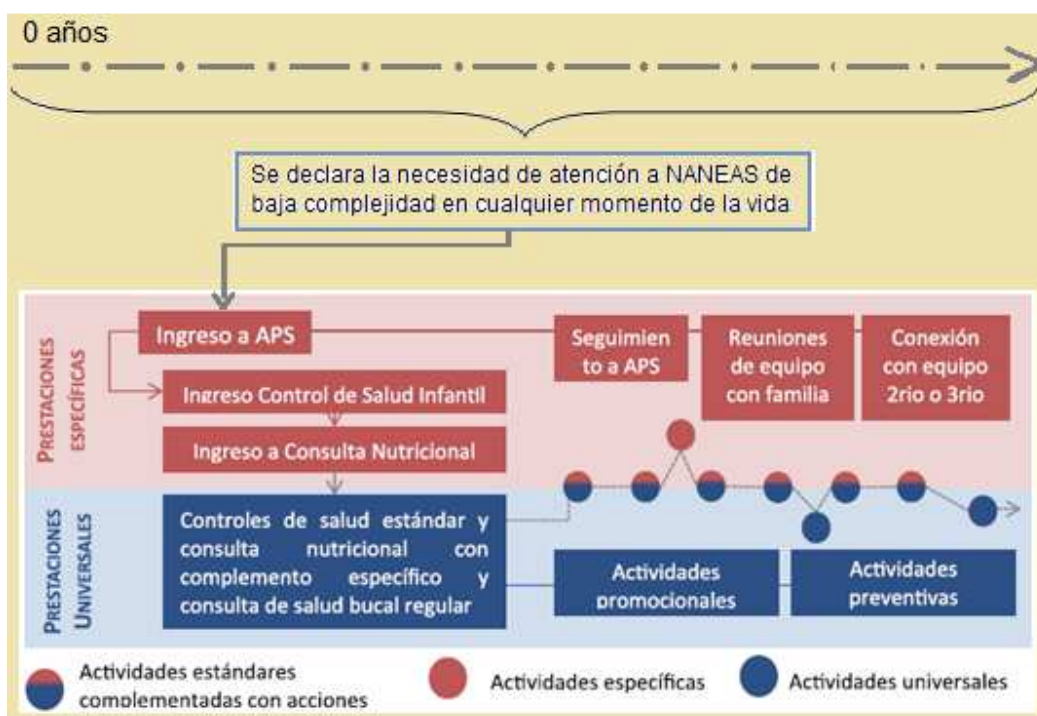 0 años
Se declara la necesidad de atención a NANEAS de
baja complejidad en cualquier momento de la vida
PRESTACIONES
ESPECÍFICAS
Ingreso a APS
Seguimien
to a APS
Reuniones
de equipo
con familia
Conexión
con equipo
2rio o 3rio
Ingreso Control de Salud Infantil
Ingreso a Consulta Nutricional
PRESTACIONES
UNIVERSALES
Controles de salud estándar y
consulta nutricional con
complemento específico y
consulta de salud bucal regular
Actividades
promocionales
Actividades
preventivas
Actividades estándares
complementadas con acciones
Actividades específicas
Actividades universales